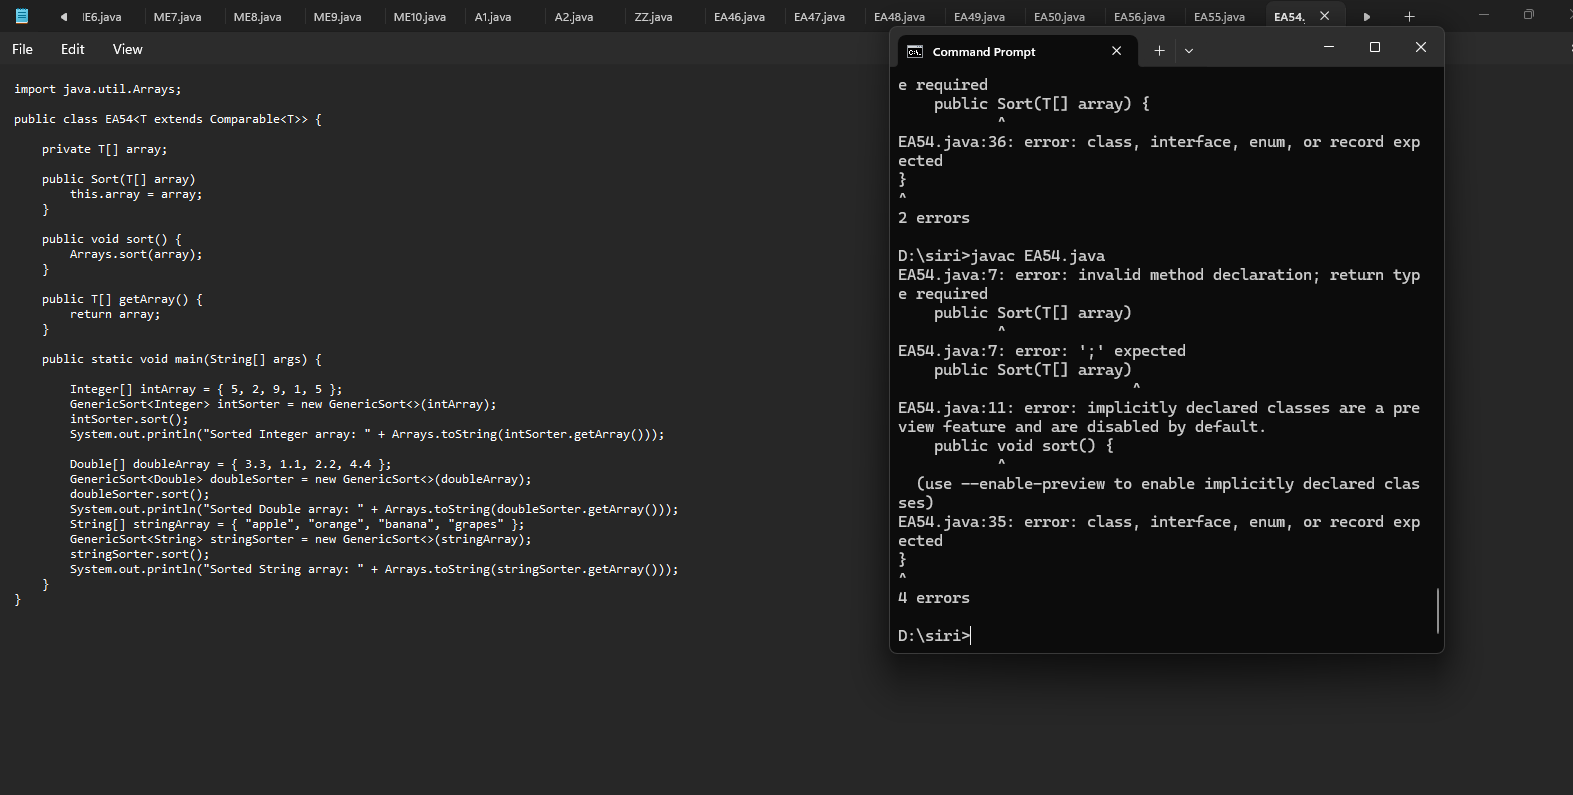 IE6.java ME7.java ME8.java ME9.java ME10.java A1.java A2.java ZZ.java EA46.java EA47.java EA48.java EA49.java EA50.java EA56.java EA55.java EA54.
File Edit View
import java.util.Arrays;
public class EA54<T extends Comparable<T>> {
private T[] array;
public Sort(T[] array)
this.array = array;
}
public void sort() {
Arrays.sort(array);
}
public T[] getArray() {
return array;
}
public static void main(String[] args) {
Integer[] intArray = { 5, 2, 9, 1, 5 };
GenericSort<Integer> intSorter = new GenericSort<>(intArray);
intSorter.sort();
System.out.println("Sorted Integer array: " + Arrays.toString(intSorter.getArray()));
Double[] doubleArray = { 3.3, 1.1, 2.2, 4.4 };
GenericSort<Double> doubleSorter = new GenericSort<>(doubleArray);
doubleSorter.sort();
System.out.println("Sorted Double array: " + Arrays.toString(doubleSorter.getArray()));
String[] stringArray = { "apple", "orange", "banana", "grapes" };
GenericSort<String> stringSorter = new GenericSort<>(stringArray);
stringSorter.sort();
System.out.println("Sorted String array: " + Arrays.toString(stringSorter.getArray()));
}
}
Command Prompt
e required
public Sort(T[] array) {
^
EA54.java:36: error: class, interface, enum, or record exp
ected
}
^
2 errors
D:\siri>javac EA54.java
EA54.java:7: error: invalid method declaration; return typ
e required
public Sort(T[] array)
^
EA54.java:7: error: ';' expected
public Sort(T[] array)
^
EA54.java:11: error: implicitly declared classes are a pre
view feature and are disabled by default.
public void sort() {
^
(use --enable-preview to enable implicitly declared clas
ses)
EA54.java:35: error: class, interface, enum, or record exp
ected
}
^
4 errors
D:\siri>